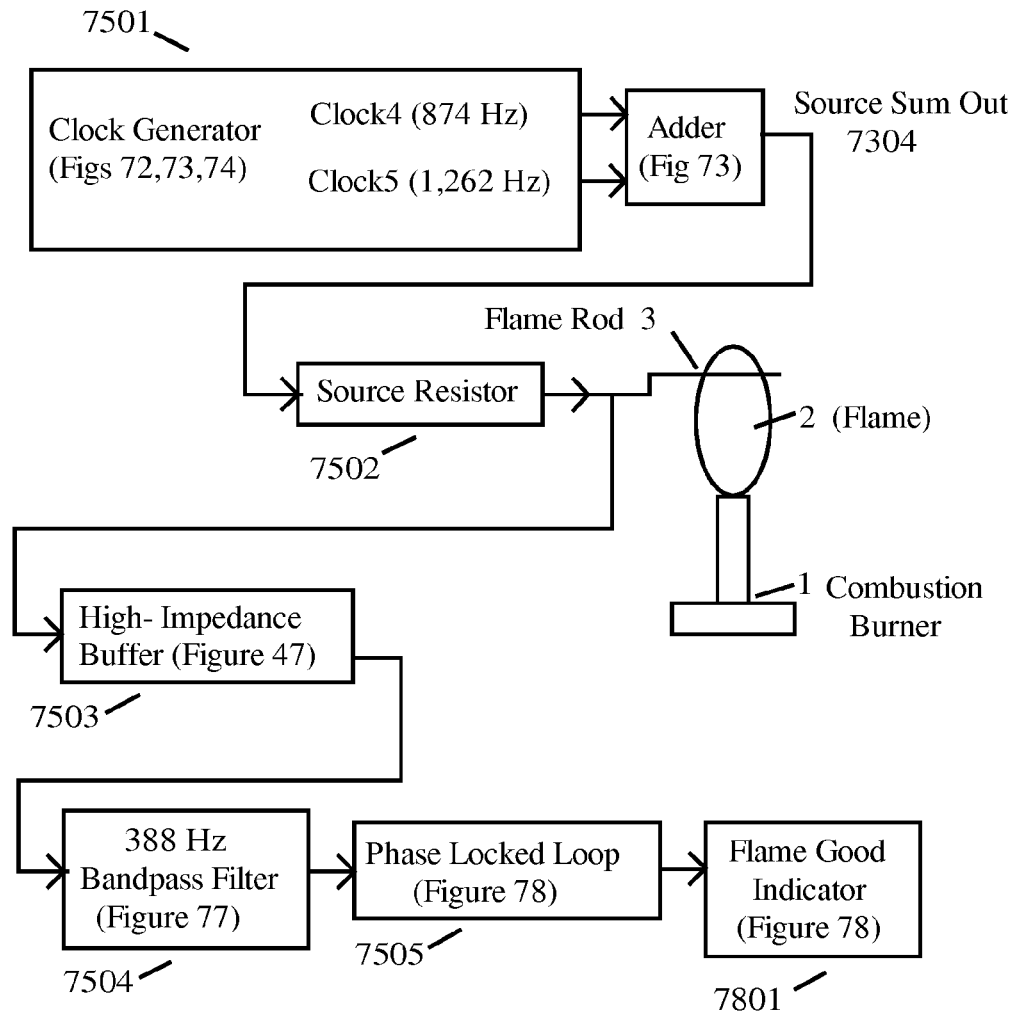 7501
Clock Generator
(Figs 72,73,74)
Clock4 (874 Hz)
Clock5 (1,262 Hz)
Adder
(Fig 73)
Source Sum Out
7304
Flame Rod 3
Source Resistor
7502
2 (Flame)
1 Combustion
Burner
High- Impedance
Buffer (Figure 47)
7503
388 Hz
Bandpass Filter
(Figure 77)
7504
Phase Locked Loop
(Figure 78)
7505
Flame Good
Indicator
(Figure 78)
7801